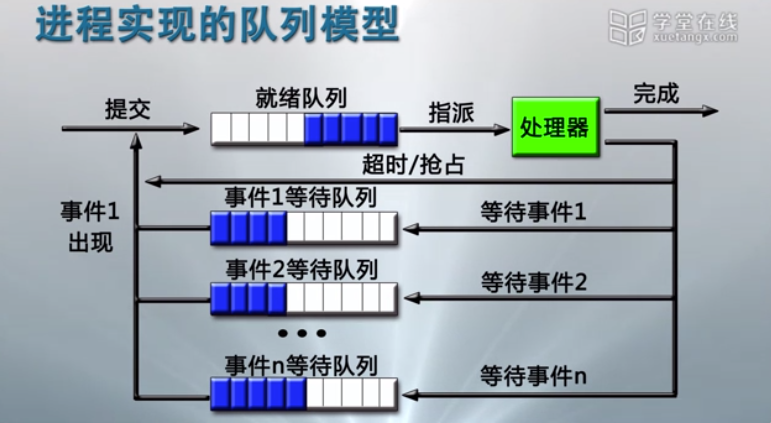 进程实现的队列模型
学堂在线
xuetangx.com
提交
就绪队列
指派
处理器
完成
超时/抢占
事件1
出现
事件1等待队列
等待事件1
事件2等待队列
等待事件2
•••
事件n等待队列
等待事件n